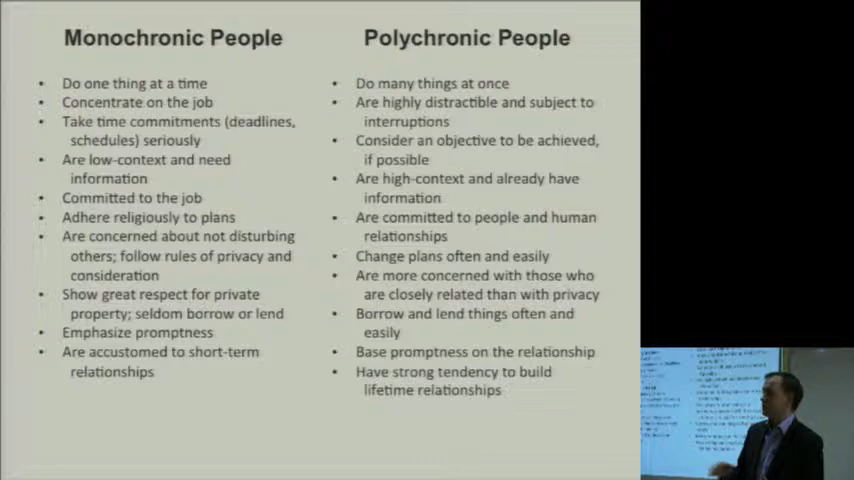 Monochronic People
• Do one thing at a time
• Concentrate on the job
• Take time commitments (deadlines,
schedules) seriously
• Are low-context and need
information
• Committed to the job
• Adhere religiously to plans
• Are concerned about not disturbing
others; follow rules of privacy and
consideration
• Show great respect for private
property; seldom borrow or lend
• Emphasize promptness
• Are accustomed to short-term
relationships
Polychronic People
• Do many things at once
• Are highly distractible and subject to
interruptions
• Consider an objective to be achieved,
if possible
• Are high-context and already have
information
• Are committed to people and human
relationships
• Change plans often and easily
• Are more concerned with those who
are closely related than with privacy
• Borrow and lend things often and
easily
• Base promptness on the relationship
• Have strong tendency to build
lifetime relationships